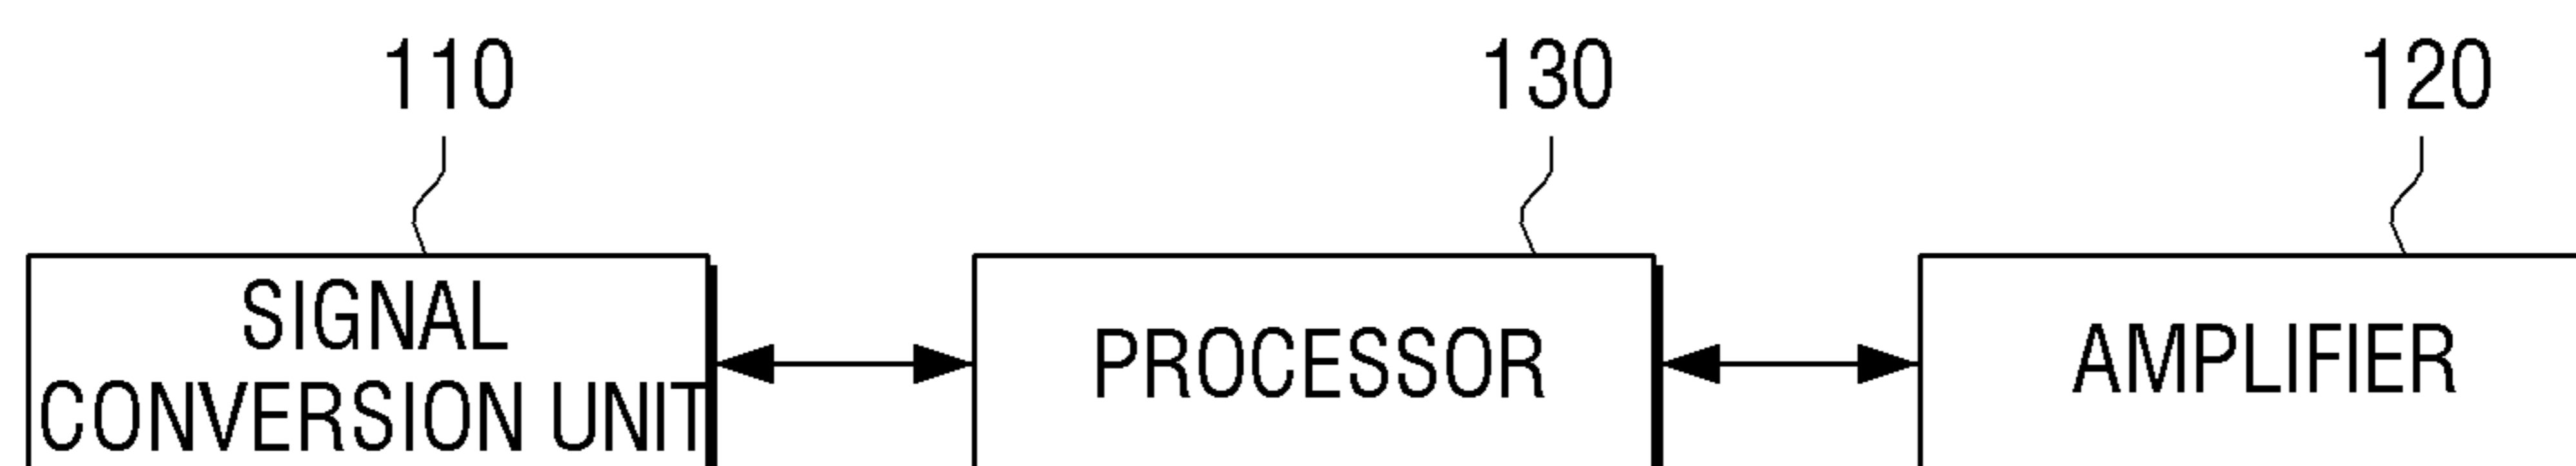 110
130
120
SIGNAL
CONVERSION UNIT
PROCESSOR
AMPLIFIER